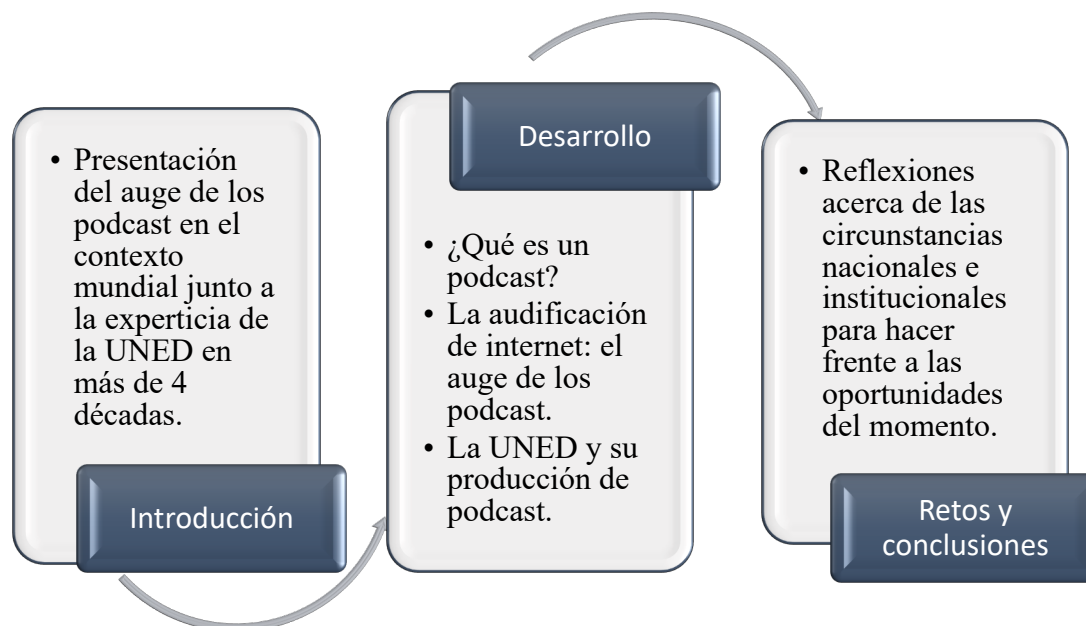 • Presentación
del auge de los
podcast en el
contexto
mundial junto a
la experticia de
la UNED en
más de 4
décadas.
Introducción
Desarrollo
• ¿Qué es un
podcast?
• La audificación
de internet: el
auge de los
podcast.
• La UNED y su
producción de
podcast.
• Reflexiones
acerca de las
circunstancias
nacionales e
institucionales
para hacer
frente a las
oportunidades
del momento.
Retos y
conclusiones